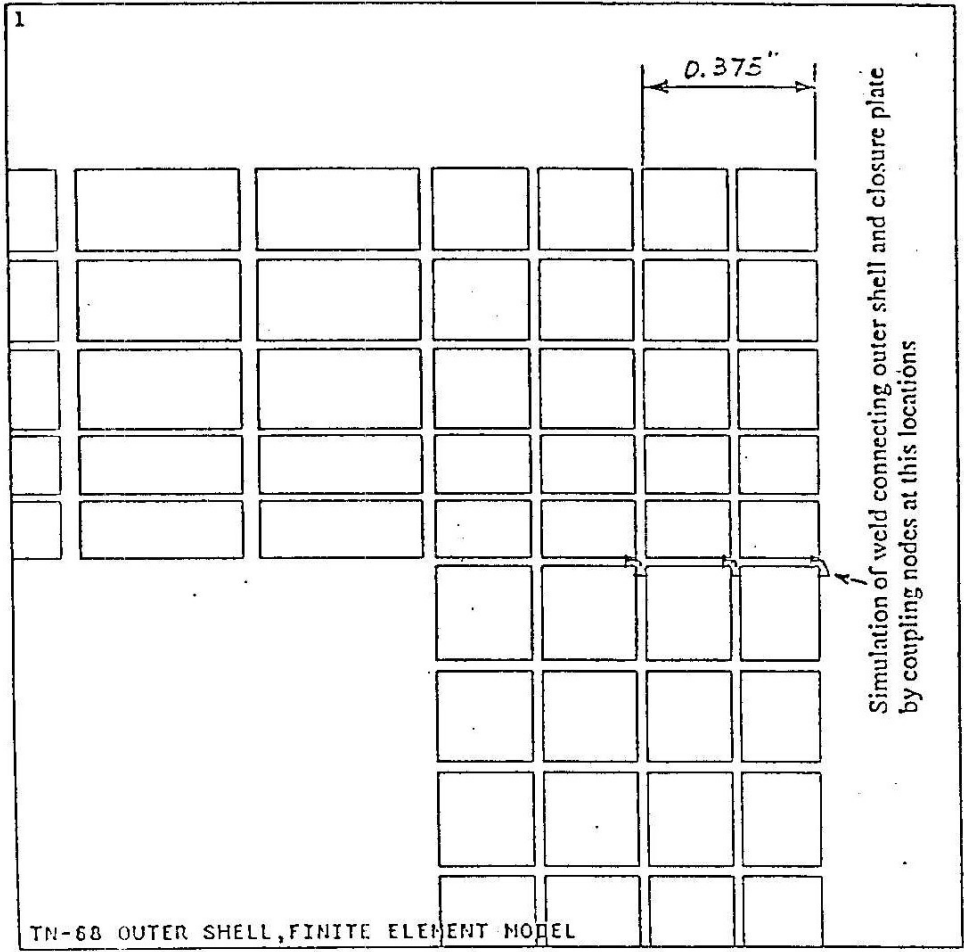 1
0.375"
Simulation of weld connecting outer shell and closure plate
by coupling nodes at this locations
TN-68 OUTER SHELL,FINITE ELEMENT MODEL